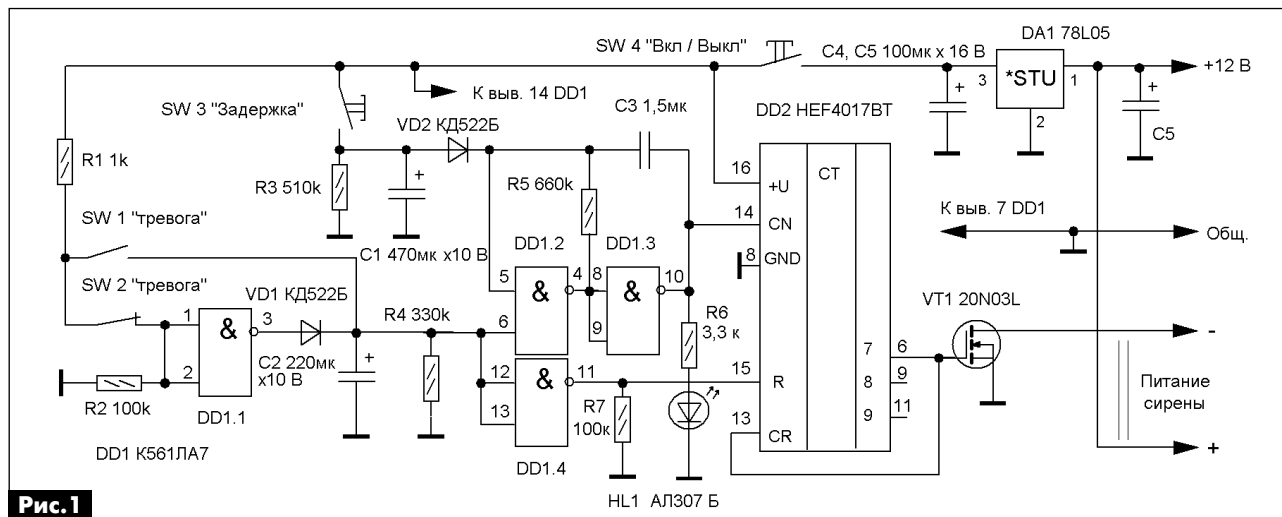 SW 4 "Вкл / Выкл"
C4, C5 100мк x 16 В
DA1 78L05
3
*STU
1
2
+12 В
C5
К выв. 14 DD1
SW 3 "Задержка"
C3 1,5мк
DD2 HEF4017BT
VD2 КД522Б
R1 1k
R3 510k
R5 660k
16
+U
CT
14
CN
8
GND
К выв. 7 DD1
Общ.
SW 1 "тревога"
C1 470мк x10 В
DD1.2
DD1.3
4
8
10
5
&
&
6
9
SW 2 "тревога"
VD1 КД522Б
R4 330k
R6
3,3 к
VT1 20N03L
-
1
&
3
2
C2 220мк
x10 В
7
6
8
9
9
11
15
R
12
&
11
13
R7
100к
13
CR
Питание
сирены
+
R2 100k
DD1.1
DD1 К561ЛА7
DD1.4
HL1 АЛ307 Б
Рис.1